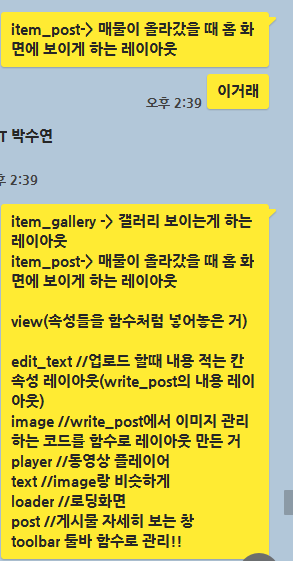 item_post-> 매물이 올라갔을 때 홈 화
면에 보이게 하는 레이아웃
이거래
오후 2:39
T 박수연
후 2:39
item_gallery -> 갤러리 보이는게 하는
레이아웃
item_post-> 매물이 올라갔을 때 홈 화
면에 보이게 하는 레이아웃
view(속성들을 함수처럼 넣어놓은 거)
edit_text //업로드 할때 내용 적는 칸
속성 레이아웃(write_post의 내용 레이
아웃)
image //write_post에서 이미지 관리
하는 코드를 함수로 레이아웃 만든 거
player //동영상 플레이어
text //image랑 비슷하게
loader //로딩화면
post //게시물 자세히 보는 창
toolbar 툴바 함수로 관리!!